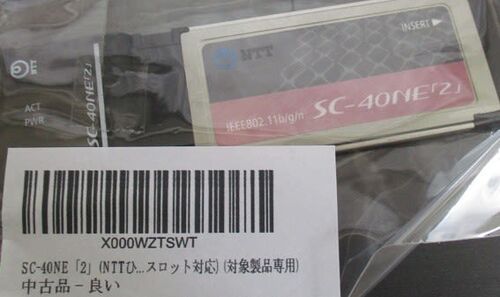 INSERT▶
NTT
NTT
SC-40NE「2」
IEEE802.11b/g/n
SC-40NE「2」
ACT
PWR
X000WZTSWT
SC-40NE「2」(NTTひ...スロット対応)(対象製品専用)
中古品－良い